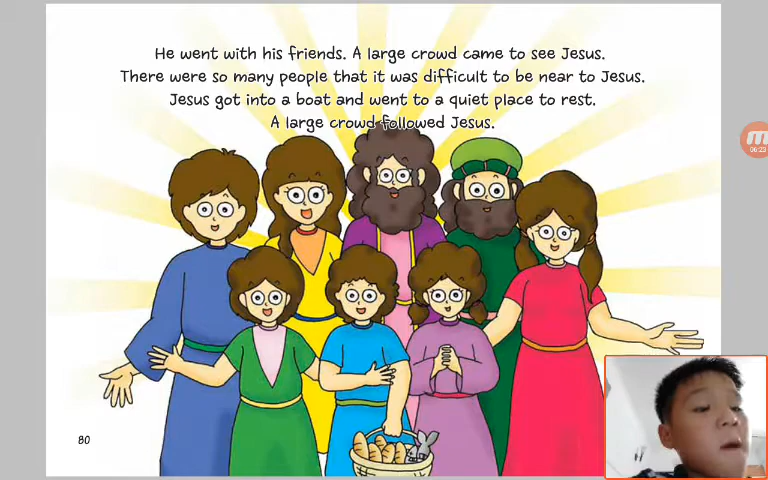 He went with his friends. A large crowd came to see Jesus.
There were so many people that it was difficult to be near to Jesus.
Jesus got into a boat and went to a quiet place to rest.
A large crowd followed Jesus.
80
06:23